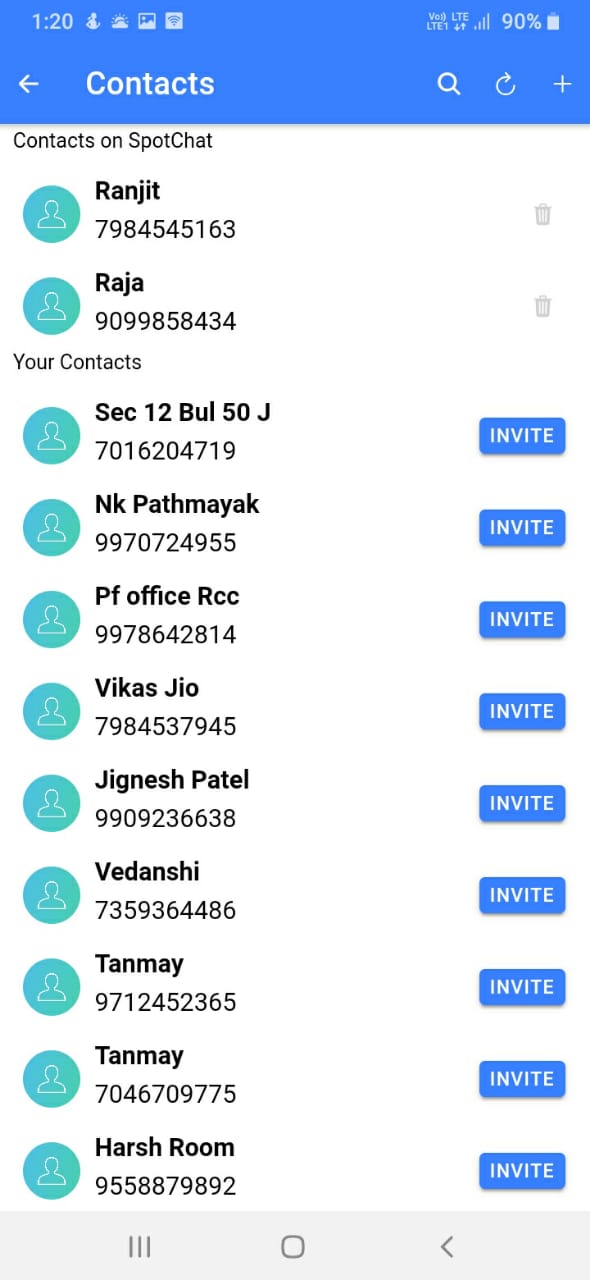 1:20
Vo) LTE
LTE1
90%
Contacts
Contacts on SpotChat
Ranjit
7984545163
Raja
9099858434
Your Contacts
Sec 12 Bul 50 J
7016204719
INVITE
Nk Pathmayak
9970724955
INVITE
Pf office Rcc
9978642814
INVITE
Vikas Jio
7984537945
INVITE
Jignesh Patel
9909236638
INVITE
Vedanshi
7359364486
INVITE
Tanmay
9712452365
INVITE
Tanmay
7046709775
INVITE
Harsh Room
9558879892
INVITE